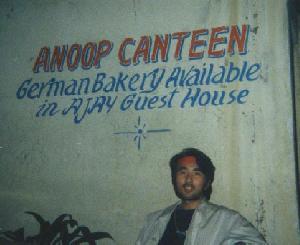 ANOOP CANTEEN
German Bakery Available
in AJAY Guest House